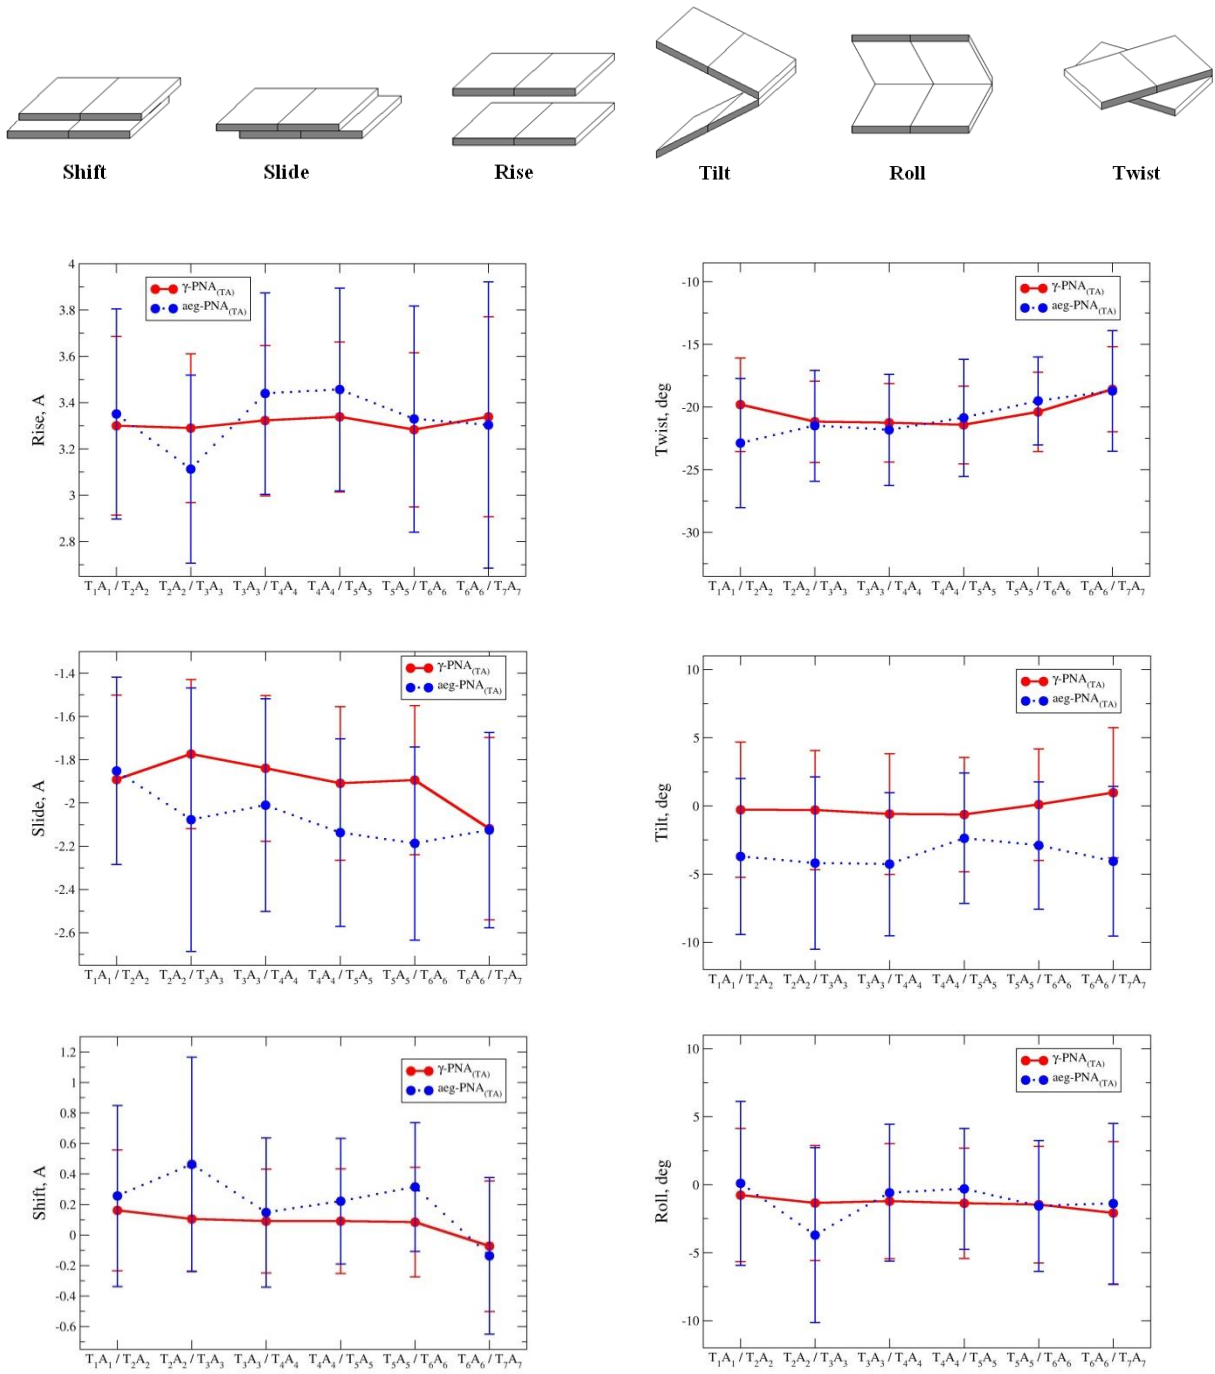 Shift Slide Rise Tilt Roll Twist
4
3.8
3.6
3.4
3.2
3
2.8
Rise, A
γ-PNA(TA)
aeg-PNA(TA)
T1A1 / T2A2 T2A2 / T3A3 T3A3 / T4A4 T4A4 / T5A5 T5A5 / T6A6 T6A6 / T7A7
-10
-15
-20
-25
-30
Twist, deg
γ-PNA(TA)
aeg-PNA(TA)
T1A1 / T2A2 T2A2 / T3A3 T3A3 / T4A4 T4A4 / T5A5 T5A5 / T6A6 T6A6 / T7A7
-1.4
-1.6
-1.8
-2
-2.2
-2.4
-2.6
Slide, A
γ-PNA(TA)
aeg-PNA(TA)
T1A1 / T2A2 T2A2 / T3A3 T3A3 / T4A4 T4A4 / T5A5 T5A5 / T6A6 T6A6 / T7A7
10
5
0
-5
-10
Tilt, deg
γ-PNA(TA)
aeg-PNA(TA)
T1A1 / T2A2 T2A2 / T3A3 T3A3 / T4A4 T4A4 / T5A5 T5A5 / T6A6 T6A6 / T7A7
1.2
1
0.8
0.6
0.4
0.2
0
-0.2
-0.4
-0.6
Shift, A
γ-PNA(TA)
aeg-PNA(TA)
T1A1 / T2A2 T2A2 / T3A3 T3A3 / T4A4 T4A4 / T5A5 T5A5 / T6A6 T6A6 / T7A7
10
5
0
-5
-10
Roll, deg
γ-PNA(TA)
aeg-PNA(TA)
T1A1 / T2A2 T2A2 / T3A3 T3A3 / T4A4 T4A4 / T5A5 T5A5 / T6A6 T6A6 / T7A7